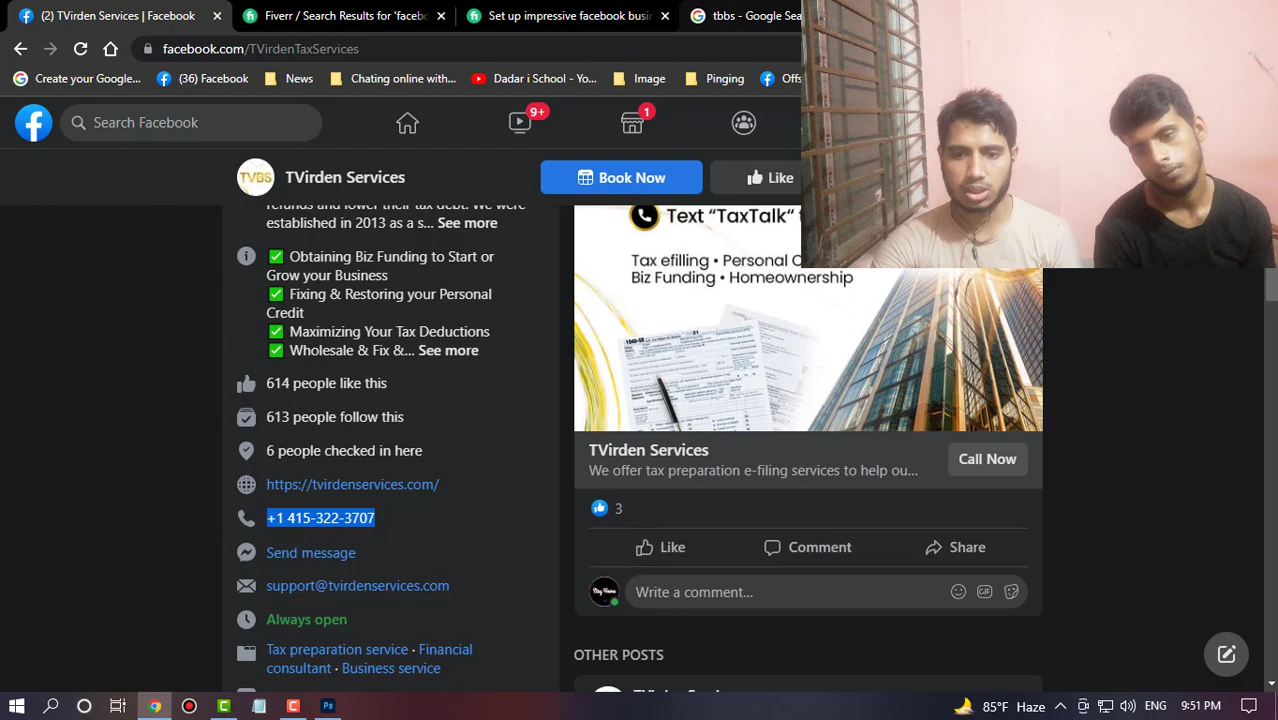 (2) TVirden Services | Facebook
Fiverr / Search Results for 'facebo
Set up impressive facebook busin
tbbs - Google Sea
facebook.com/TVirdenTaxServices
Create your Google...
(36) Facebook
News
Chating online with...
Dadar i School - Yo...
Image
Pinging
Offs
Search Facebook
9+
1
TVBS
TVirden Services
Book Now
Like
refunds and lower their tax debt. We were
established in 2013 as a s... See more
✅ Obtaining Biz Funding to Start or
Grow your Business
✅ Fixing & Restoring your Personal
Credit
✅ Maximizing Your Tax Deductions
✅ Wholesale & Fix &... See more
614 people like this
613 people follow this
6 people checked in here
https://tvirdenservices.com/
+1 415-322-3707
Send message
support@tvirdenservices.com
Always open
Tax preparation service · Financial
consultant · Business service
Text “TaxTalk” t
Tax efilling • Personal C
Biz Funding • Homeownership
TVirden Services
Call Now
We offer tax preparation e-filing services to help ou...
3
Like
Comment
Share
Stay Home
Write a comment...
GIF
OTHER POSTS
85°F Haze
ENG
9:51 PM